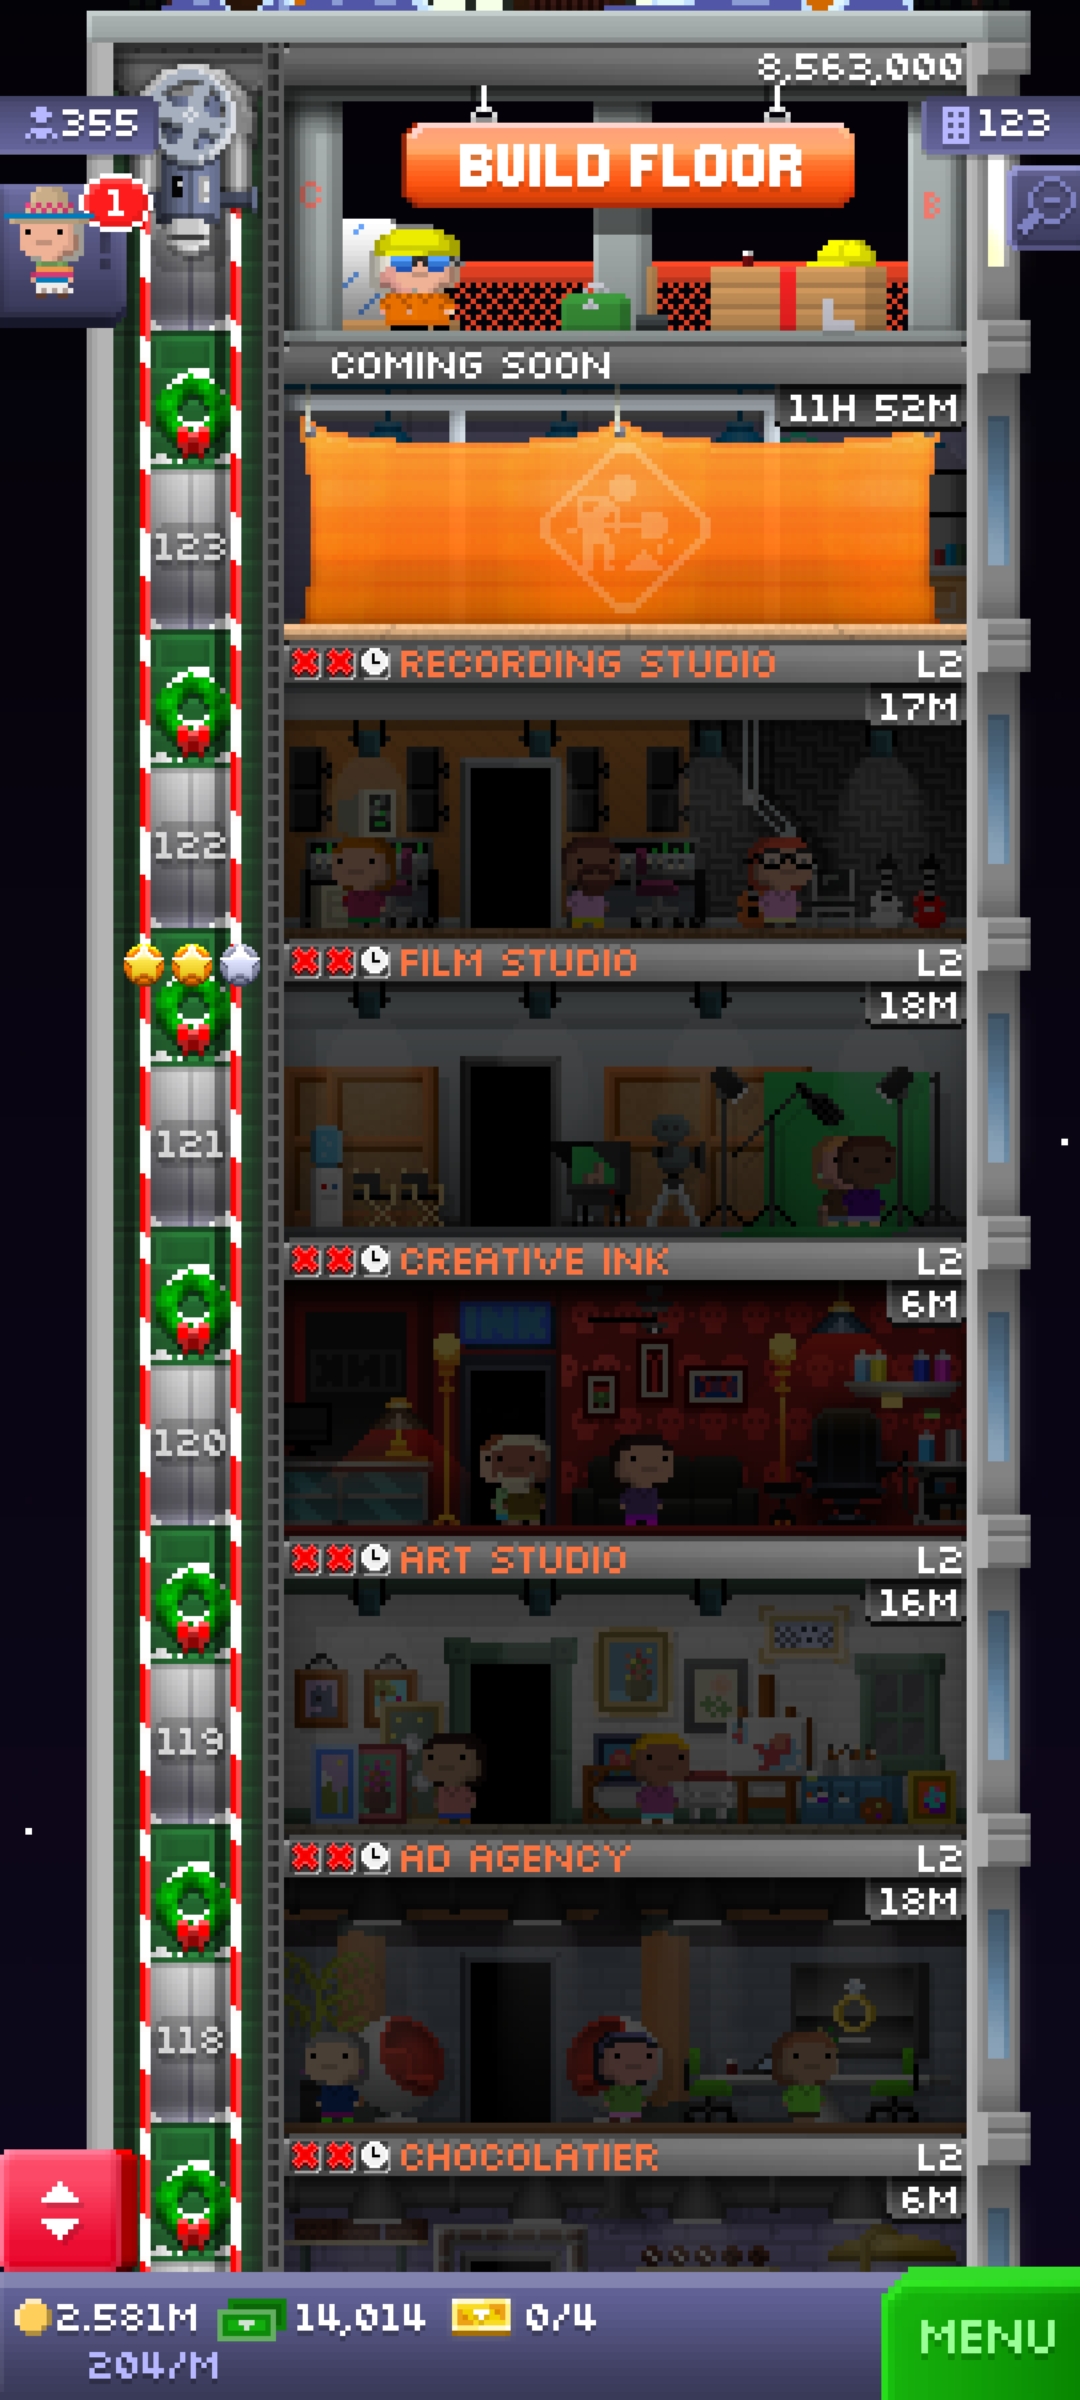 8,563,000
355
123
BUILD FLOOR
1
C
B
COMING SOON
11H 52M
123
RECORDING STUDIO L2
17M
122
FILM STUDIO L2
18M
121
CREATIVE INK L2
6M
INK
INK
120
ART STUDIO L2
16M
119
AD AGENCY L2
18M
118
CHOCOLATIER L2
6M
2.581M 14,014 0/4
204/M
MENU